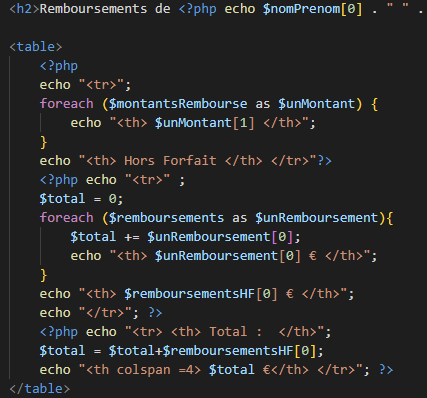 <h2>Remboursements de <?php echo $nomPrenom[0] . " " .
<table>
<?php
echo "<tr>";
foreach ($montantsRembourse as $unMontant) {
echo "<th> $unMontant[1] </th>";
}
echo "<th> Hors Forfait </th> </tr>"?>
<?php echo "<tr>" ;
$total = 0;
foreach ($remboursements as $unRemboursement){
$total += $unRemboursement[0];
echo "<th> $unRemboursement[0] € </th>";
}
echo "<th> $remboursementsHF[0] € </th>";
echo "</tr>"; ?>
<?php echo "<tr> <th> Total :  </th>";
$total = $total+$remboursementsHF[0];
echo "<th colspan =4> $total €</th> </tr>"; ?>
</table>